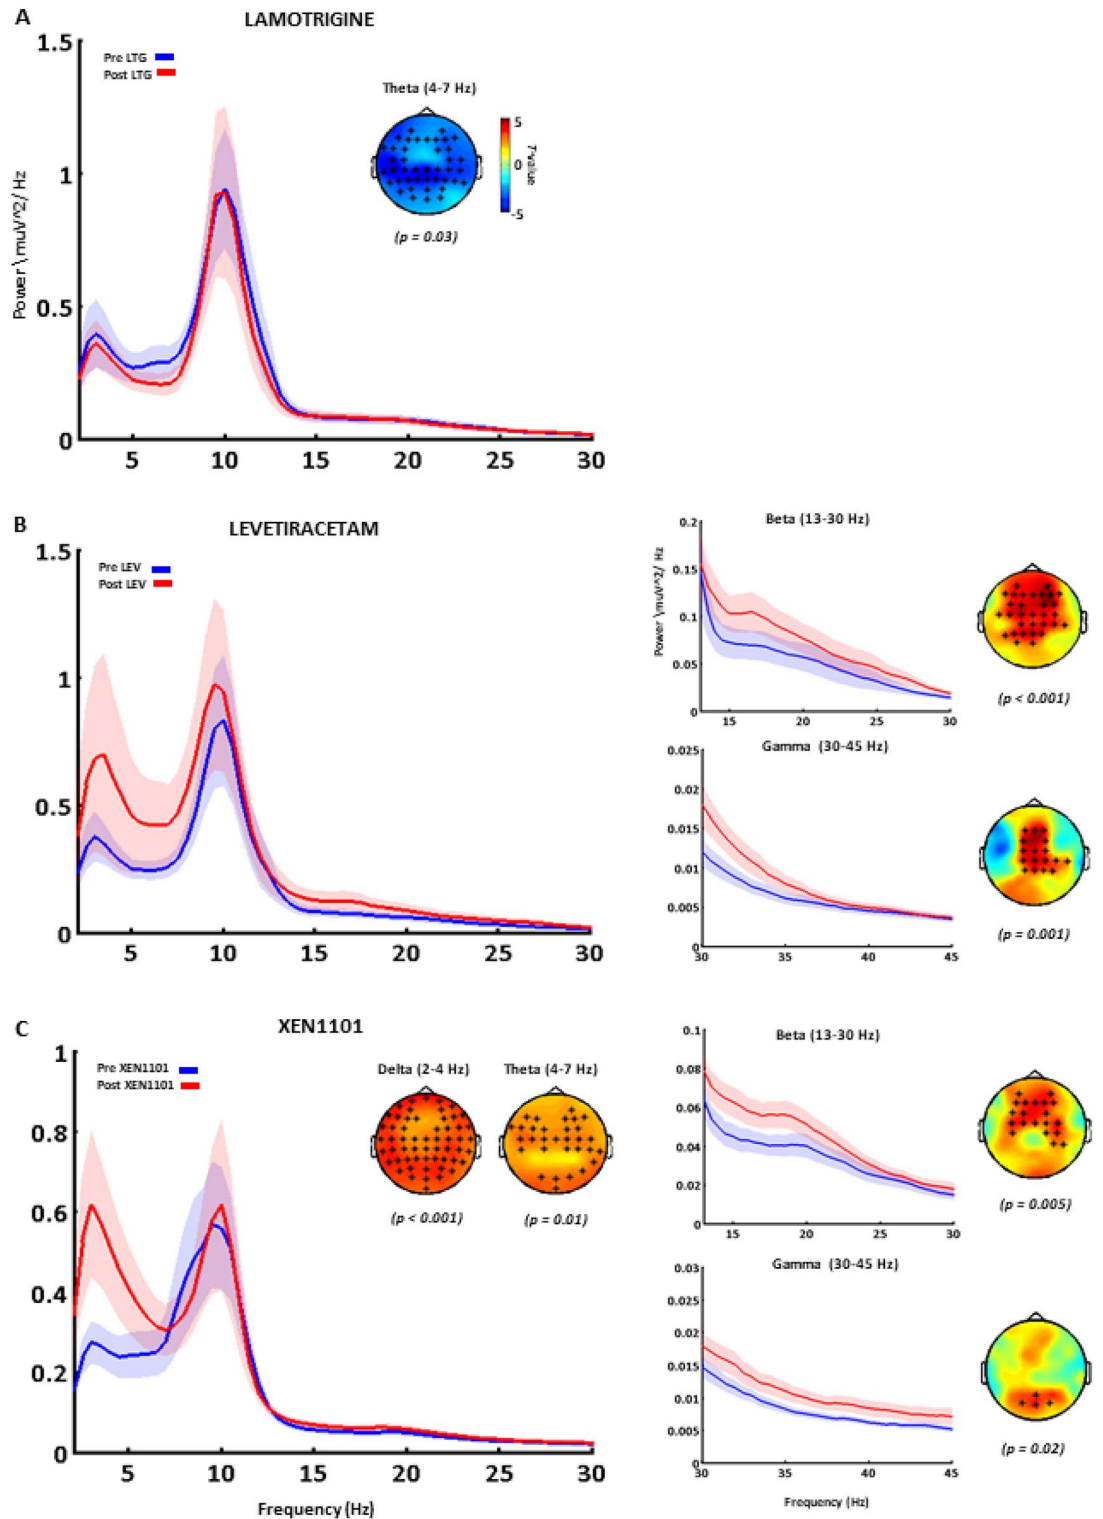 A
LAMOTRIGINE
1.5
1
0.5
0
Power \muV^2/ Hz
Pre LTG
Post LTG
Theta (4-7 Hz)
5
0
-5
T-value
(p = 0.03)
5 10 15 20 25 30
B
LEVETIRACETAM
1.5
1
0.5
0
Pre LEV
Post LEV
5 10 15 20 25 30
Beta (13-30 Hz)
0.2
0.15
0.1
0.05
0
Power \muV^2/ Hz
15 20 25 30
(p < 0.001)
Gamma (30-45 Hz)
0.025
0.02
0.015
0.01
0.005
0
30 35 40 45
(p = 0.001)
C
XEN1101
1
0.8
0.6
0.4
0.2
0
Pre XEN1101
Post XEN1101
Delta (2-4 Hz)
Theta (4-7 Hz)
(p < 0.001)
(p = 0.01)
5 10 15 20 25 30
Frequency (Hz)
Beta (13-30 Hz)
0.1
0.08
0.06
0.04
0.02
0
15 20 25 30
(p = 0.005)
Gamma (30-45 Hz)
0.03
0.025
0.02
0.015
0.01
0.005
0
30 35 40 45
(p = 0.02)
Frequency (Hz)